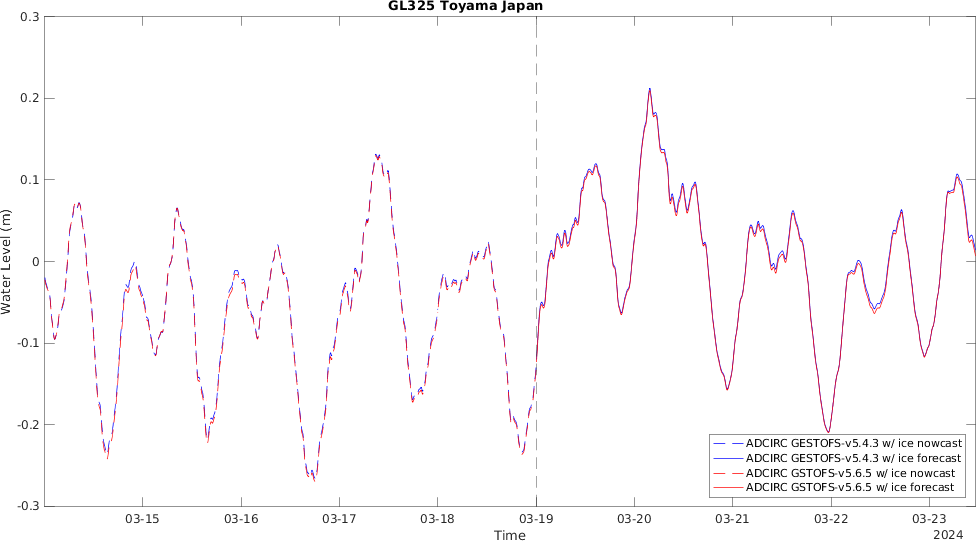 GL325 Toyama Japan
0.3
0.2
0.1
0
-0.1
-0.2
-0.3
Water Level (m)
03-15 03-16 03-17 03-18 03-19 03-20 03-21 03-22 03-23
Time
2024
ADCIRC GESTOFS-v5.4.3 w/ ice nowcast
ADCIRC GESTOFS-v5.4.3 w/ ice forecast
ADCIRC GSTOFS-v5.6.5 w/ ice nowcast
ADCIRC GSTOFS-v5.6.5 w/ ice forecast